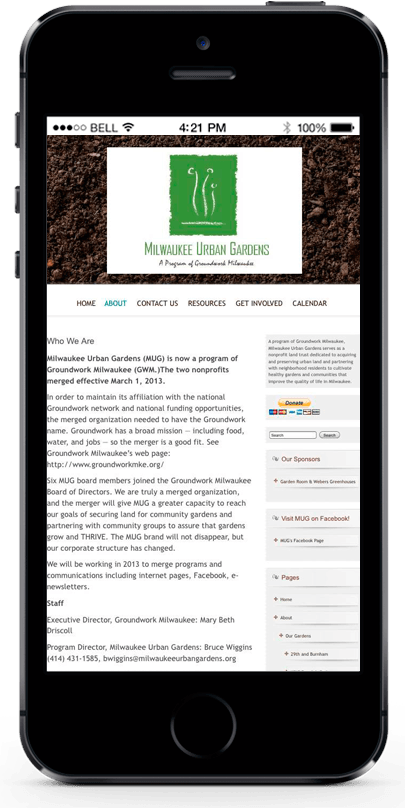 BELL
4:21 PM
100%
MILWAUKEE URBAN GARDENS
A Program of Groundwork Milwaukee
HOME ABOUT CONTACT US RESOURCES GET INVOLVED CALENDAR
Who We Are
Milwaukee Urban Gardens (MUG) is now a program of
Groundwork Milwaukee (GWM.)The two nonprofits
merged effective March 1, 2013.
In order to maintain its affiliation with the national
Groundwork network and national funding opportunities,
the merged organization needed to have the Groundwork
name. Groundwork has a broad mission — including food,
water, and jobs — so the merger is a good fit. See
Groundwork Milwaukee's web page:
http://www.groundworkmke.org/
Six MUG board members joined the Groundwork Milwaukee
Board of Directors. We are truly a merged organization,
and the merger will give MUG a greater capacity to reach
our goals of securing land for community gardens and
partnering with community groups to assure that gardens
grow and THRIVE. The MUG brand will not disappear, but
our corporate structure has changed.
We will be working in 2013 to merge programs and
communications including internet pages, Facebook, e-
newsletters.
Staff
Executive Director, Groundwork Milwaukee: Mary Beth
Driscoll
Program Director, Milwaukee Urban Gardens: Bruce Wiggins
(414) 431-1585, bwiggins@milwaukeeurbangardens.org
A program of Groundwork Milwaukee,
Milwaukee Urban Gardens serves as a
nonprofit land trust dedicated to acquiring
and preserving urban land and partnering
with neighborhood residents to cultivate
healthy gardens and communities that
improve the quality of life in Milwaukee.
Donate
Search Search
Our Sponsors
Garden Room & Webers Greenhouses
Visit MUG on Facebook!
MUG's Facebook Page
Pages
Home
About
Our Gardens
29th and Burnham